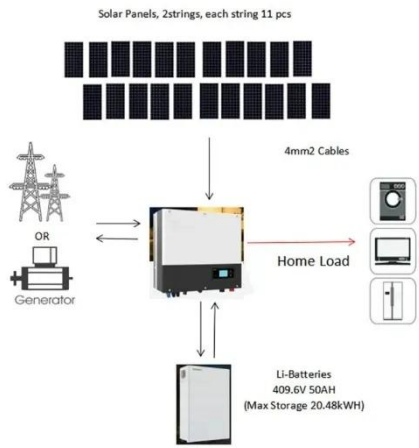 Solar Panels, 2strings, each string 11 pcs
4mm2 Cables
OR
Generator
Home Load
Li-Batteries
409.6V 50AH
(Max Storage 20.48kWH)